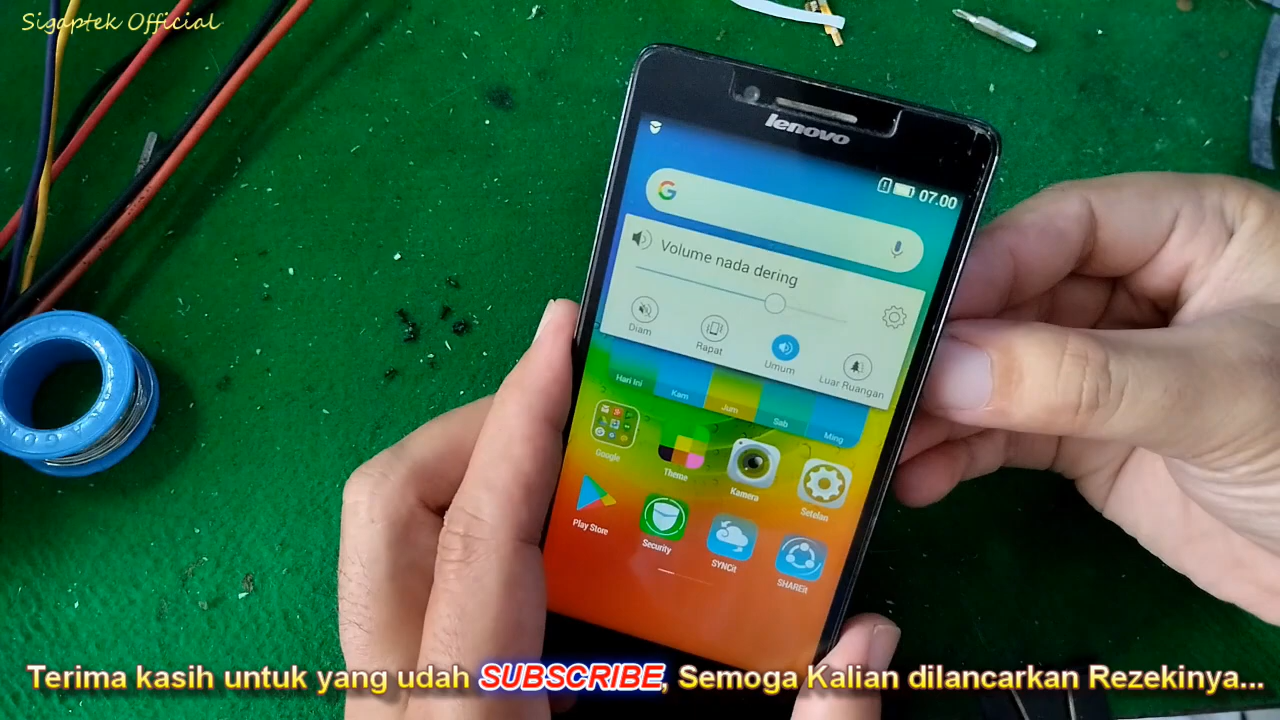 Sigaptek Official
lenovo
07.00
Volume nada dering
Diam
Rapat
Umum
Luar Ruangan
Hari Ini
Kam
Jum
Sab
Ming
Google
Theme
Kamera
Setelan
Play Store
Security
SYNCit
SHAREit
Terima kasih untuk yang udah SUBSCRIBE, Semoga Kalian dilancarkan Rezekinya...